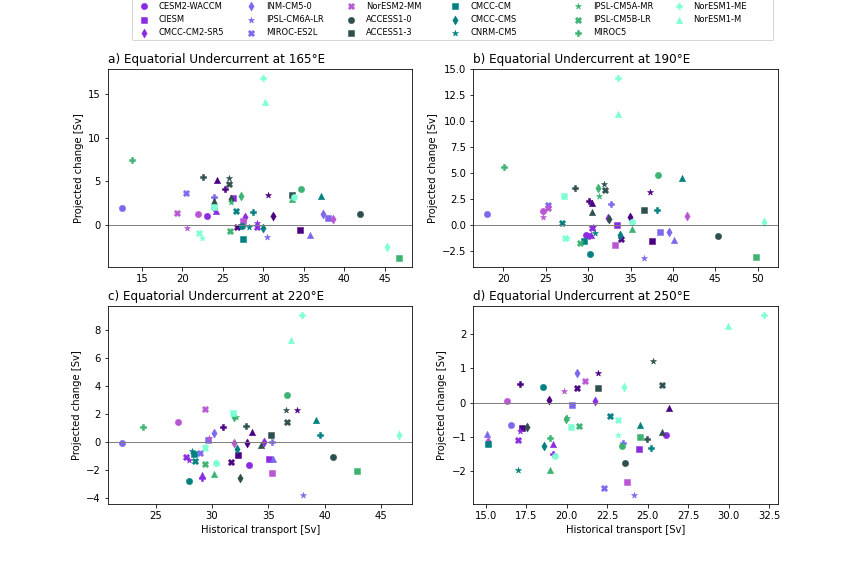 CESM2-WACCM INM-CM5-0 NorESM2-MM CMCC-CM IPSL-CM5A-MR NorESM1-ME
CIESM IPSL-CM6A-LR ACCESS1-0 CMCC-CMS IPSL-CM5B-LR NorESM1-M
CMCC-CM2-SR5 MIROC-ES2L ACCESS1-3 CNRM-CM5 MIROC5
a) Equatorial Undercurrent at 165°E
Projected change [Sv]
15
10
5
0
15 20 25 30 35 40 45
b) Equatorial Undercurrent at 190°E
Projected change [Sv]
15.0
12.5
10.0
7.5
5.0
2.5
0.0
−2.5
20 25 30 35 40 45 50
c) Equatorial Undercurrent at 220°E
Projected change [Sv]
8
6
4
2
0
−2
−4
25 30 35 40 45
Historical transport [Sv]
d) Equatorial Undercurrent at 250°E
Projected change [Sv]
2
1
0
−1
−2
15.0 17.5 20.0 22.5 25.0 27.5 30.0 32.5
Historical transport [Sv]